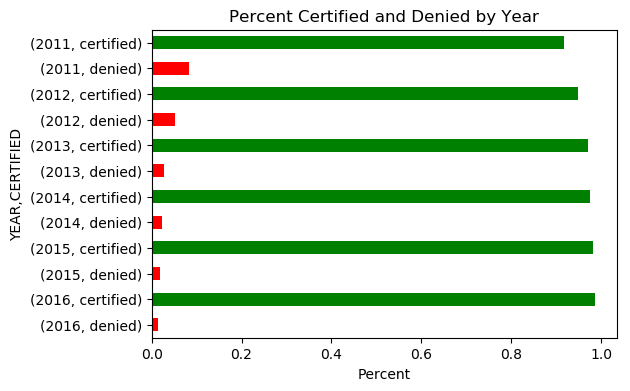 Percent Certified and Denied by Year
YEAR,CERTIFIED
(2011, certified)
(2011, denied)
(2012, certified)
(2012, denied)
(2013, certified)
(2013, denied)
(2014, certified)
(2014, denied)
(2015, certified)
(2015, denied)
(2016, certified)
(2016, denied)
0.0 0.2 0.4 0.6 0.8 1.0
Percent